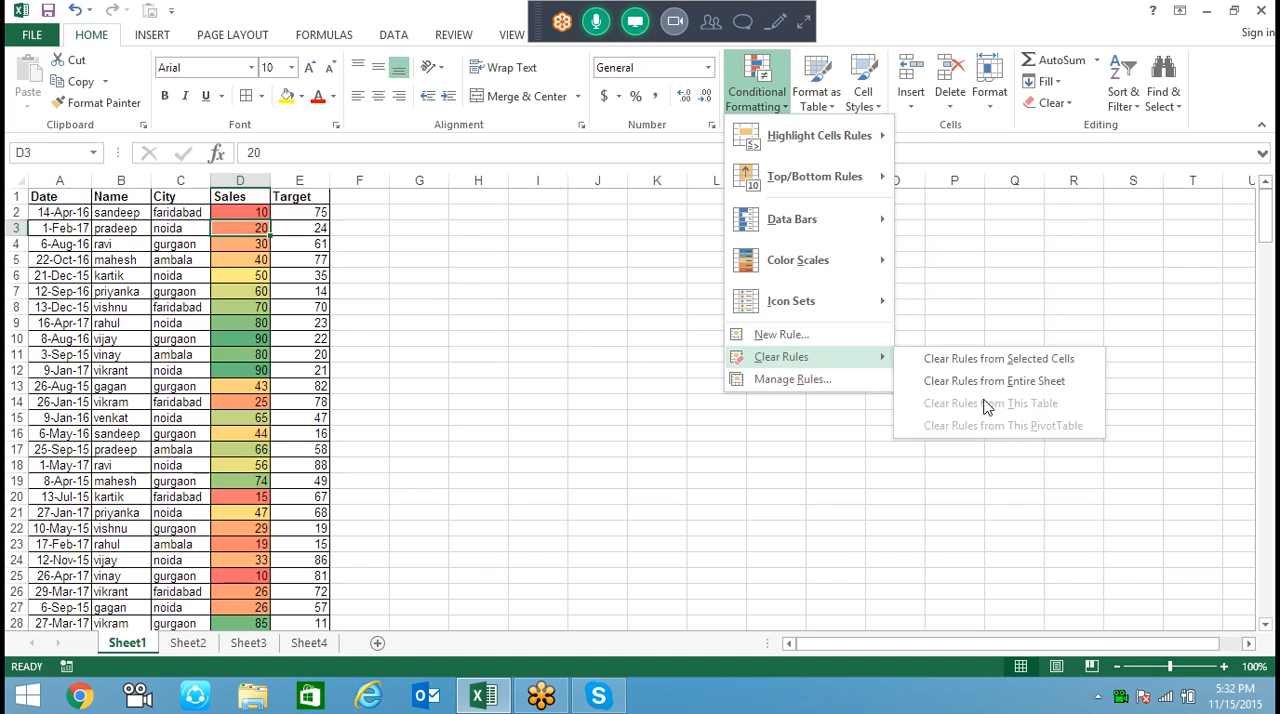 ? Sign in
FILE HOME INSERT PAGE LAYOUT FORMULAS DATA REVIEW VIEW
Paste Cut Copy Format Painter
Arial 10 A A
B I U A
Wrap Text
Merge & Center
General
$ % ,
Conditional Formatting
Format as Table
Cell Styles
Insert Delete Format
AutoSum
Fill
Clear
Sort & Filter
Find & Select
Clipboard Font Alignment Number Cells Editing
D3 fx 20
Highlight Cells Rules
Top/Bottom Rules
10
Data Bars
Color Scales
Icon Sets
New Rule...
Clear Rules
Manage Rules...
Clear Rules from Selected Cells
Clear Rules from Entire Sheet
Clear Rules from This Table
Clear Rules from This PivotTable
A B C D E F G H I J K L P Q R S T U
1 Date Name City Sales Target
2 14-Apr-16 sandeep faridabad 10 75
3 1-Feb-17 pradeep noida 20 24
4 6-Aug-16 ravi gurgaon 30 61
5 22-Oct-16 mahesh ambala 40 77
6 21-Dec-15 kartik noida 50 35
7 12-Sep-16 priyanka gurgaon 60 14
8 13-Dec-15 vishnu faridabad 70 70
9 16-Apr-17 rahul noida 80 23
10 8-Aug-16 vijay gurgaon 90 22
11 3-Sep-15 vinay ambala 80 20
12 9-Jan-17 vikrant noida 90 21
13 26-Aug-15 gagan gurgaon 43 82
14 26-Jan-15 vikram faridabad 25 78
15 9-Jan-16 venkat noida 65 47
16 6-May-16 sandeep gurgaon 44 16
17 25-Sep-15 pradeep ambala 66 58
18 1-May-17 ravi noida 56 88
19 8-Apr-15 mahesh gurgaon 74 49
20 13-Jul-15 kartik faridabad 15 67
21 27-Jan-17 priyanka noida 47 68
22 10-May-15 vishnu gurgaon 29 19
23 17-Feb-17 rahul ambala 19 15
24 12-Nov-15 vijay noida 33 86
25 26-Apr-17 vinay gurgaon 10 81
26 29-Mar-17 vikrant faridabad 26 72
27 6-Sep-15 gagan noida 26 57
28 27-Mar-17 vikram gurgaon 85 11
Sheet1 Sheet2 Sheet3 Sheet4
READY 100%
5:32 PM
11/15/2015